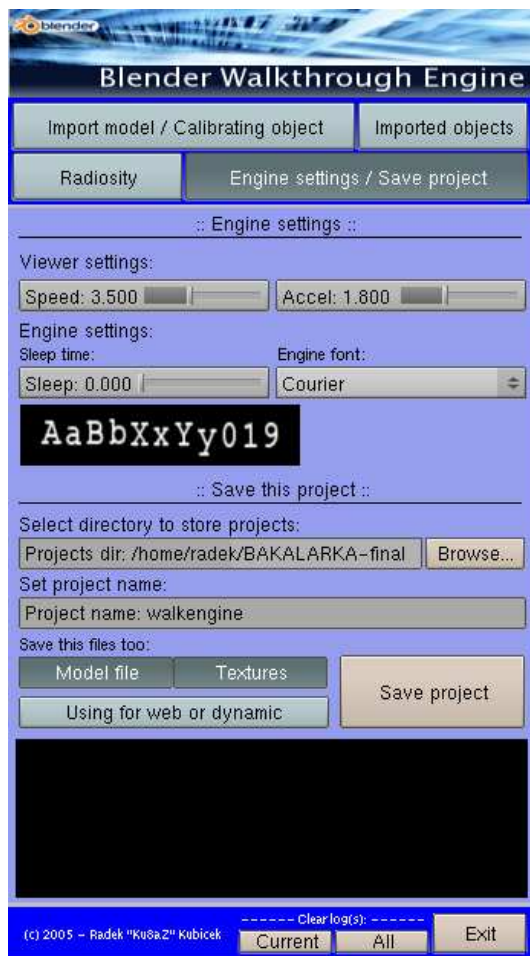 blender
Blender Walkthrough Engine
Import model / Calibrating object Imported objects
Radiosity Engine settings / Save project
:: Engine settings ::
Viewer settings:
Speed: 3.500 Accel: 1.800
Engine settings:
Sleep time: Engine font:
Sleep: 0.000 Courier
AaBbXxYy019
:: Save this project ::
Select directory to store projects:
Projects dir: /home/radek/BAKALARKA-final Browse...
Set project name:
Project name: walkengine
Save this files too:
Model file Textures
Save project
Using for web or dynamic
------ Clear log(s): ------
(c) 2005 - Radek "Ku8aZ" Kubicek Current All Exit